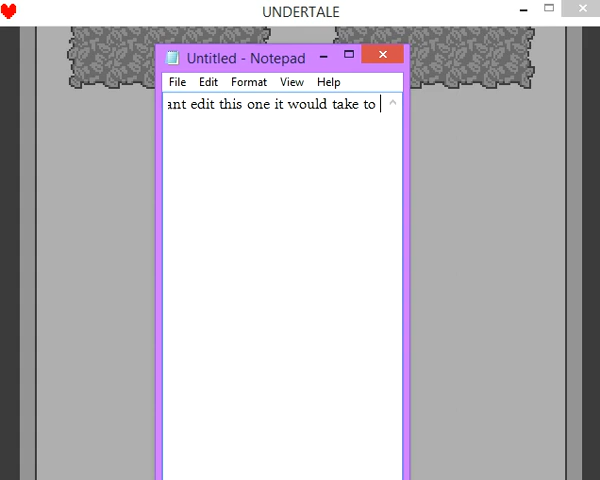 UNDERTALE
Untitled - Notepad
File Edit Format View Help
ant edit this one it would take to